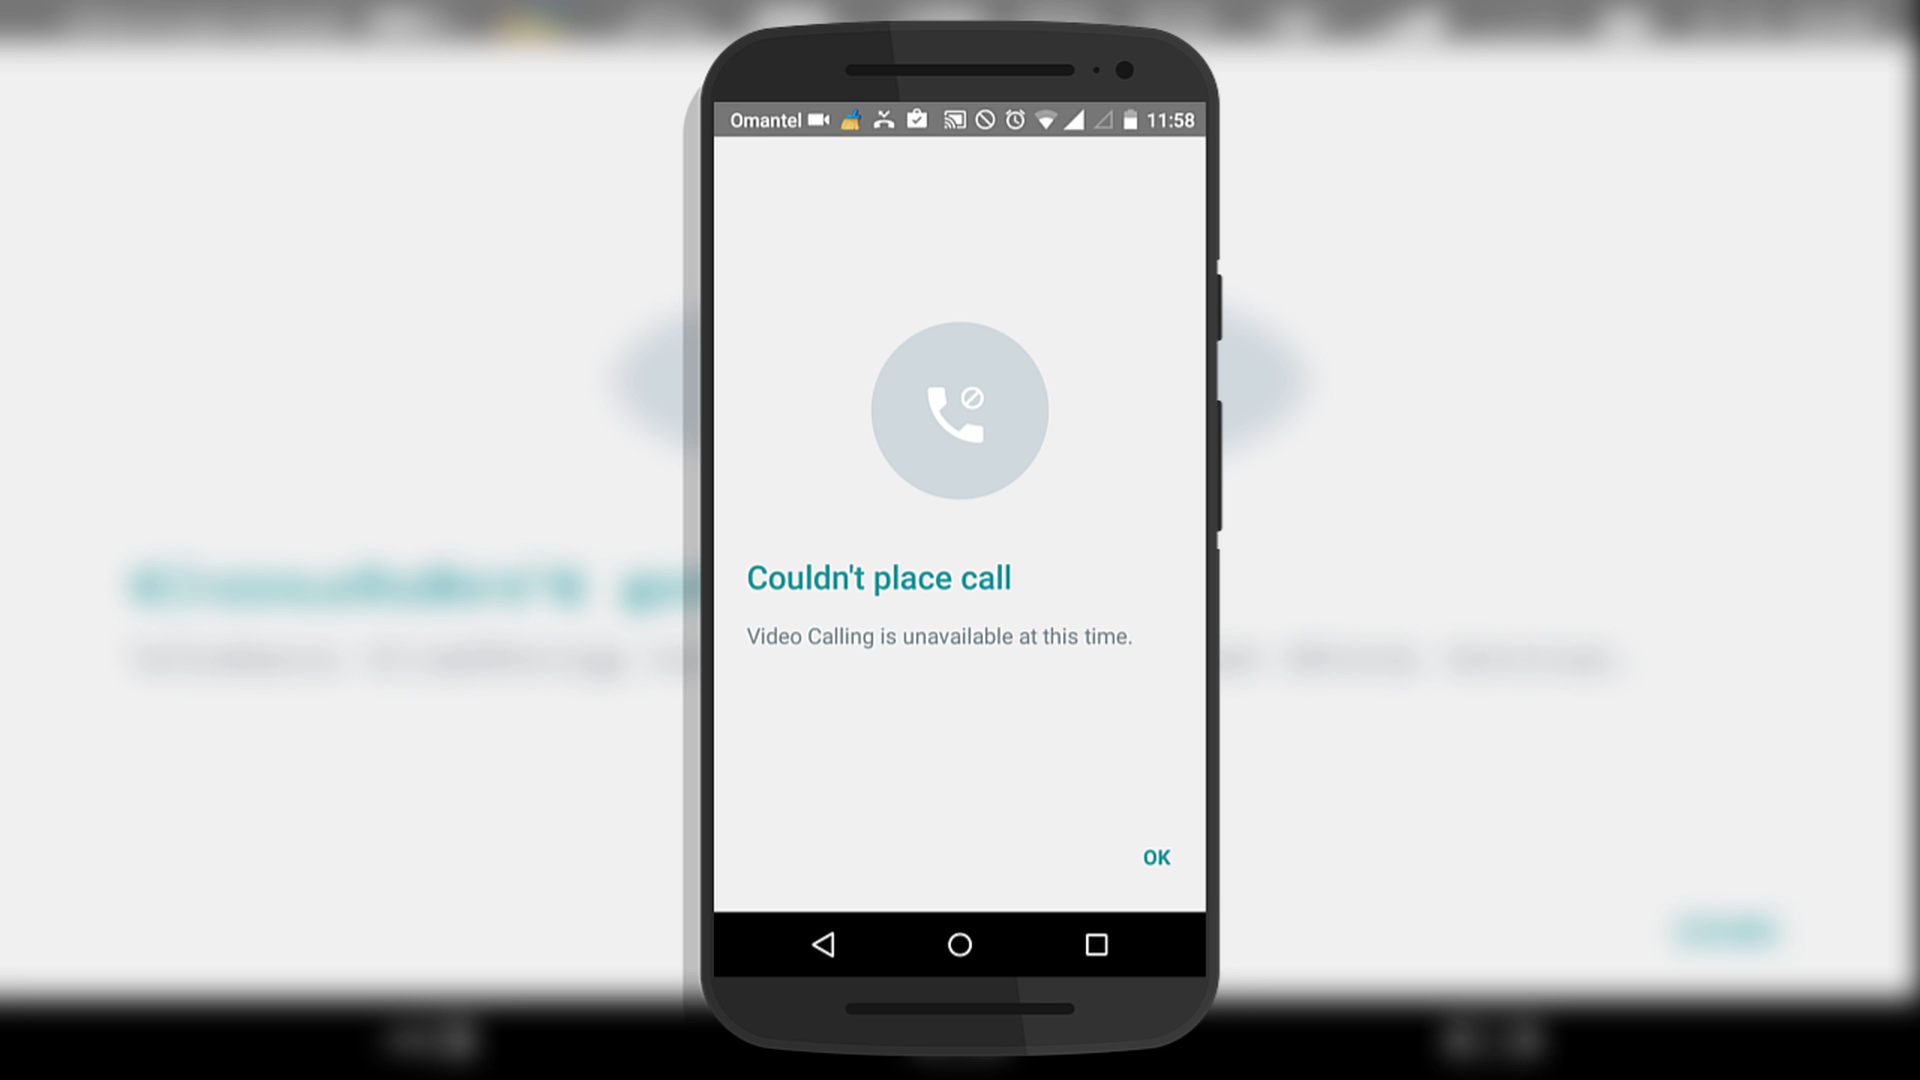 Omantel 11:58
Couldn't place call
Video Calling is unavailable at this time.
OK